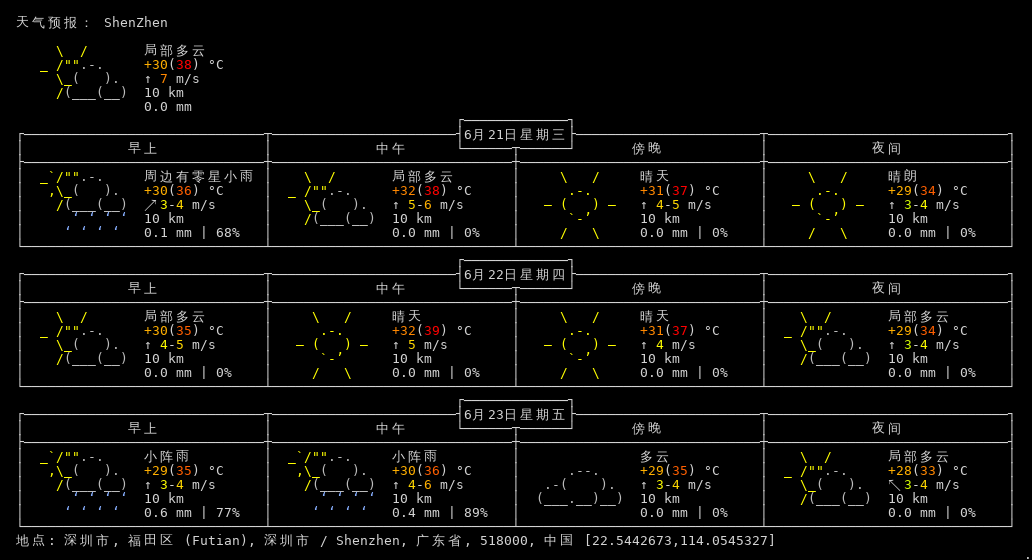 天气预报： ShenZhen
局部多云
+30(38) °C
↑ 7 m/s
10 km
0.0 mm
6月21日星期三
早上 中午 傍晚 夜间
周边有零星小雨 局部多云 晴天 晴朗
+30(36) °C +32(38) °C +31(37) °C +29(34) °C
↗ 3-4 m/s ↑ 5-6 m/s ↑ 4-5 m/s ↑ 3-4 m/s
10 km 10 km 10 km 10 km
0.1 mm | 68% 0.0 mm | 0% 0.0 mm | 0% 0.0 mm | 0%
6月22日星期四
早上 中午 傍晚 夜间
局部多云 晴天 晴天 局部多云
+30(35) °C +32(39) °C +31(37) °C +29(34) °C
↑ 4-5 m/s ↑ 5 m/s ↑ 4 m/s ↑ 3-4 m/s
10 km 10 km 10 km 10 km
0.0 mm | 0% 0.0 mm | 0% 0.0 mm | 0% 0.0 mm | 0%
6月23日星期五
早上 中午 傍晚 夜间
小阵雨 小阵雨 多云 局部多云
+29(35) °C +30(36) °C +29(35) °C +28(33) °C
↑ 3-4 m/s ↑ 4-6 m/s ↑ 3-4 m/s ↖ 3-4 m/s
10 km 10 km 10 km 10 km
0.6 mm | 77% 0.4 mm | 89% 0.0 mm | 0% 0.0 mm | 0%
地点: 深圳市, 福田区 (Futian), 深圳市 / Shenzhen, 广东省, 518000, 中国 [22.5442673,114.0545327]